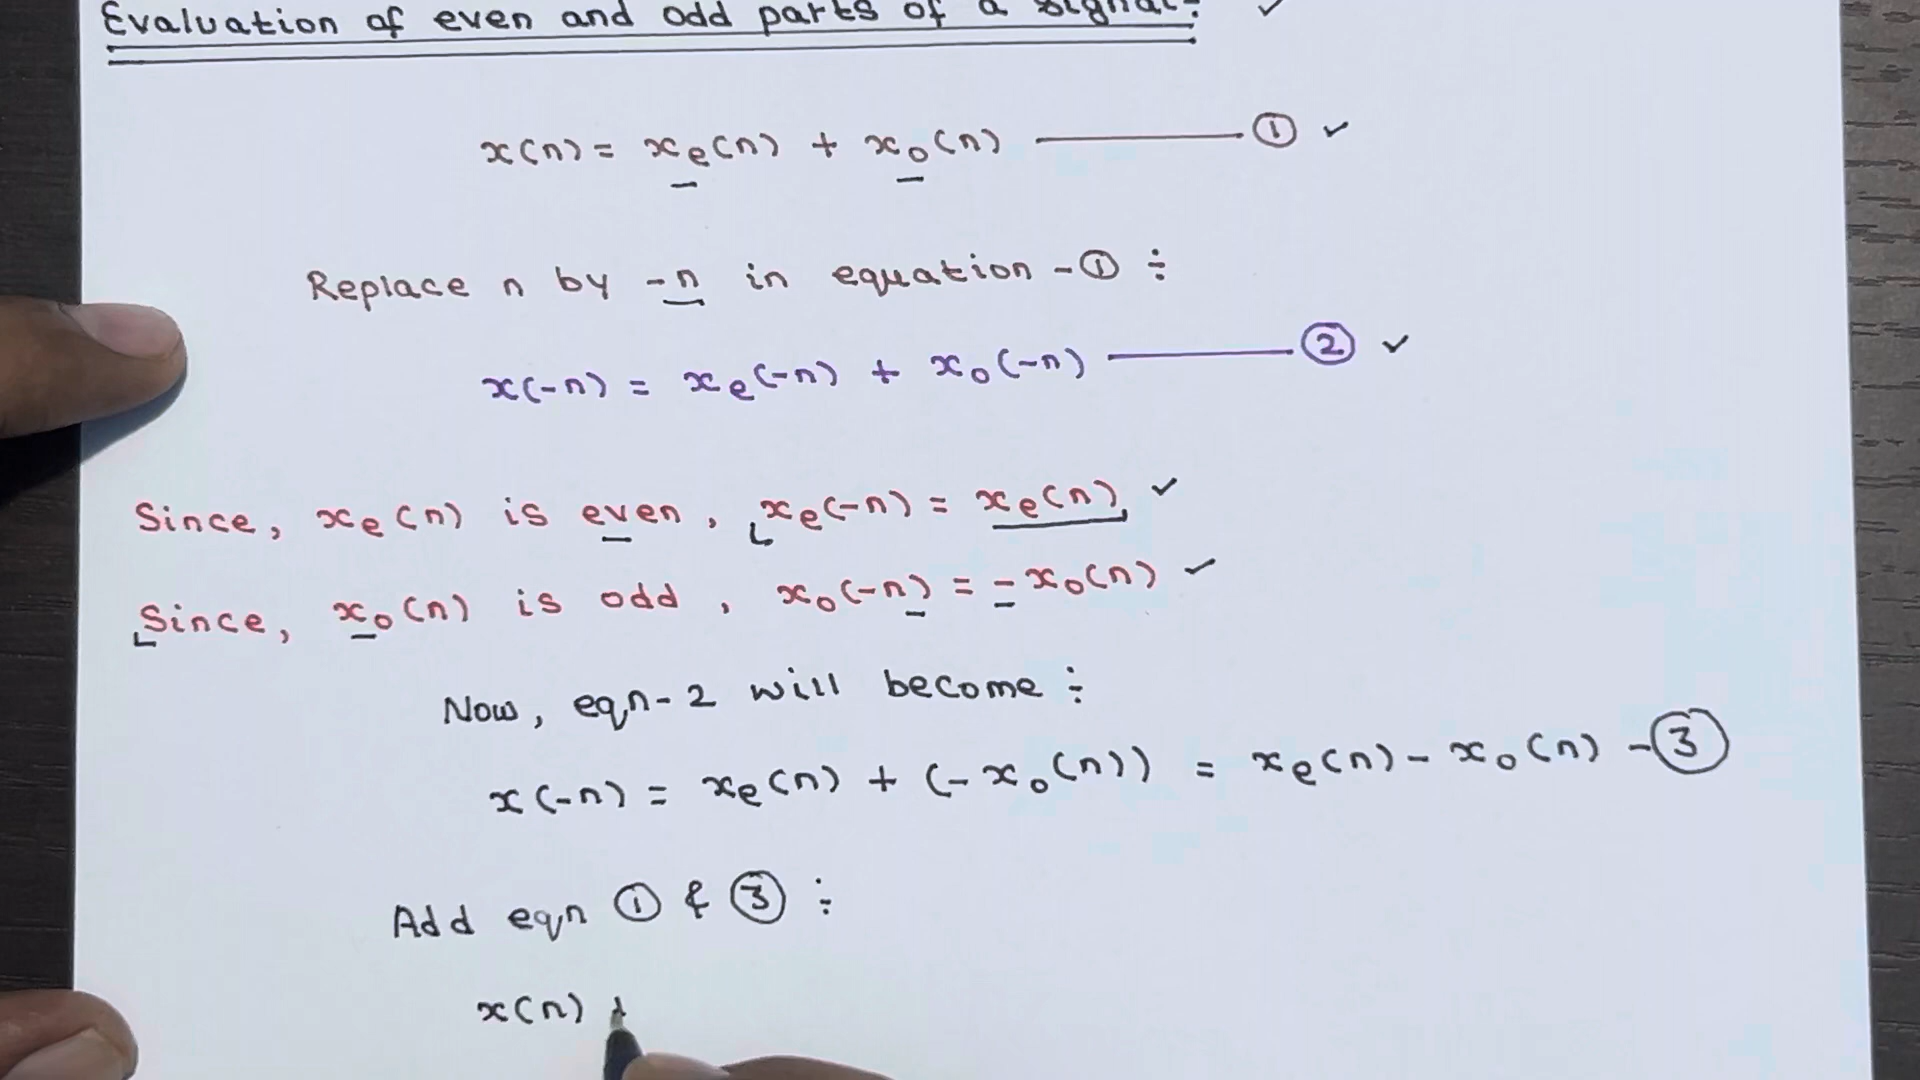 Evaluation of even and odd parts of a signal:
x(n) = xₑ(n) + xₒ(n) ——— ①
Replace n by -n in equation -① ÷
x(-n) = xₑ(-n) + xₒ(-n) ——— ②
Since, xₑ(n) is even, xₑ(-n) = xₑ(n)
Since, xₒ(n) is odd, xₒ(-n) = -xₒ(n)
Now, eqn-2 will become ÷
x(-n) = xₑ(n) + (-xₒ(n)) = xₑ(n) - xₒ(n) -③
Add eqn ① & ③ ÷
x(n) +